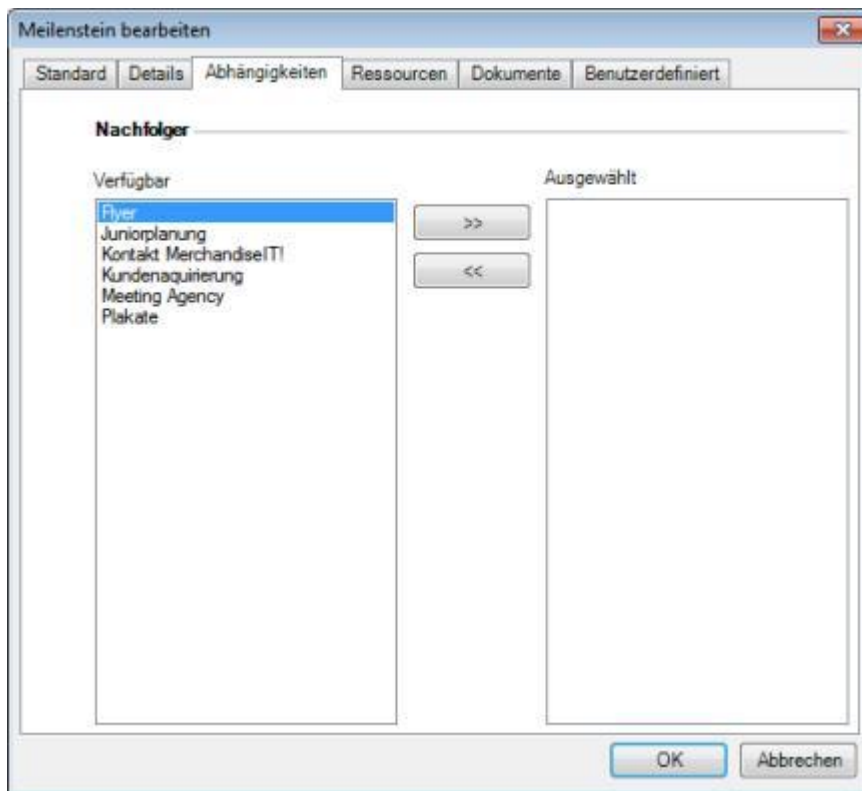 Meilenstein bearbeiten
Standard Details Abhängigkeiten Ressourcen Dokumente Benutzerdefiniert
Nachfolger
Verfügbar
Ausgewählt
Flyer
Juniorplanung
Kontakt MerchandiseIT!
Kundenaquirierung
Meeting Agency
Plakate
>>
<<
OK Abbrechen